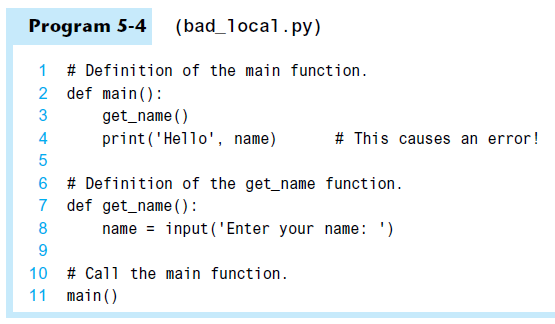 Program 5-4 (bad_local.py)
1 # Definition of the main function.
2 def main():
3     get_name()
4     print('Hello', name)      # This causes an error!
5
6 # Definition of the get_name function.
7 def get_name():
8     name = input('Enter your name: ')
9
10 # Call the main function.
11 main()